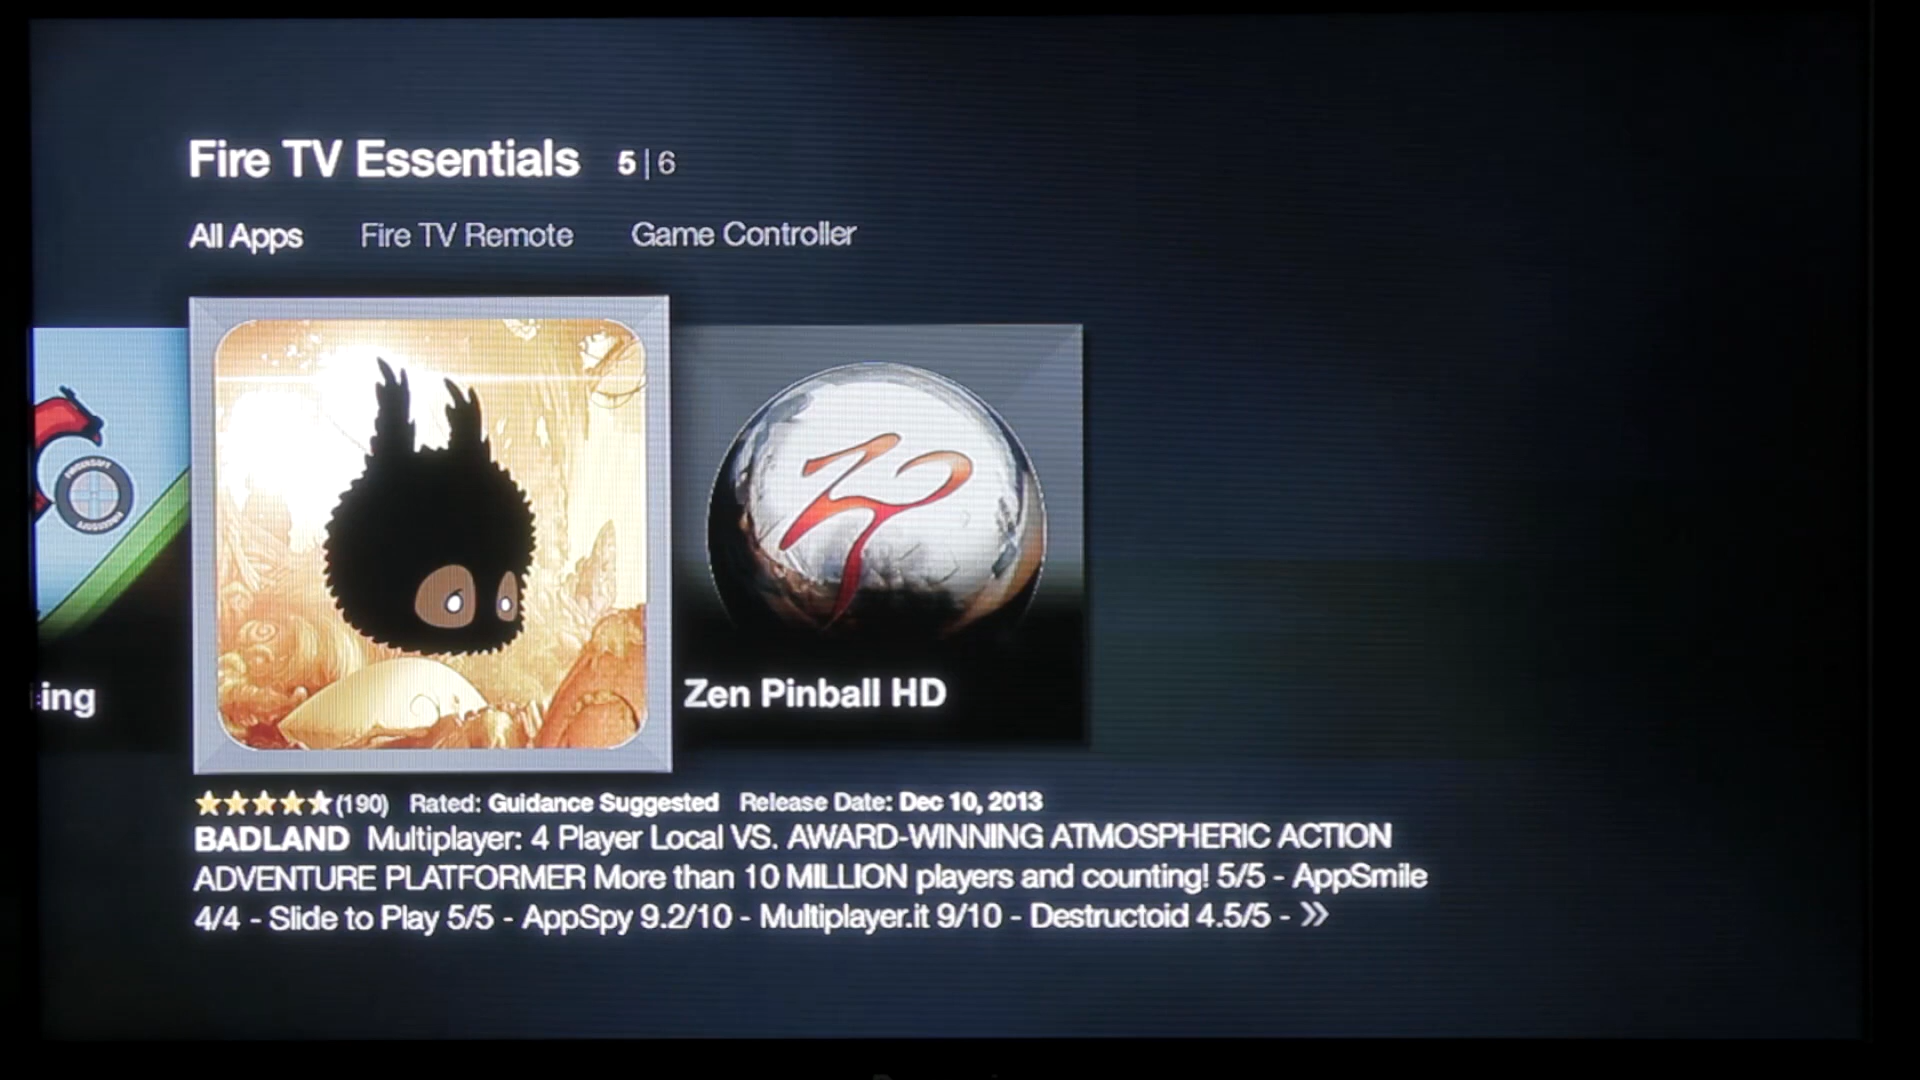 Fire TV Essentials 5|6
All Apps Fire TV Remote Game Controller
ing
Zen Pinball HD
(190) Rated: Guidance Suggested Release Date: Dec 10, 2013
BADLAND Multiplayer: 4 Player Local VS. AWARD-WINNING ATMOSPHERIC ACTION
ADVENTURE PLATFORMER More than 10 MILLION players and counting! 5/5 - AppSmile
4/4 - Slide to Play 5/5 - AppSpy 9.2/10 - Multiplayer.it 9/10 - Destructoid 4.5/5 - »